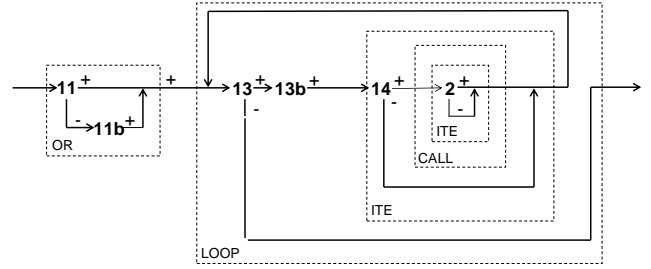 11 + + 13 + 13b + 14 + 2 +
- - - -
11b +
OR
ITE
CALL
ITE
LOOP